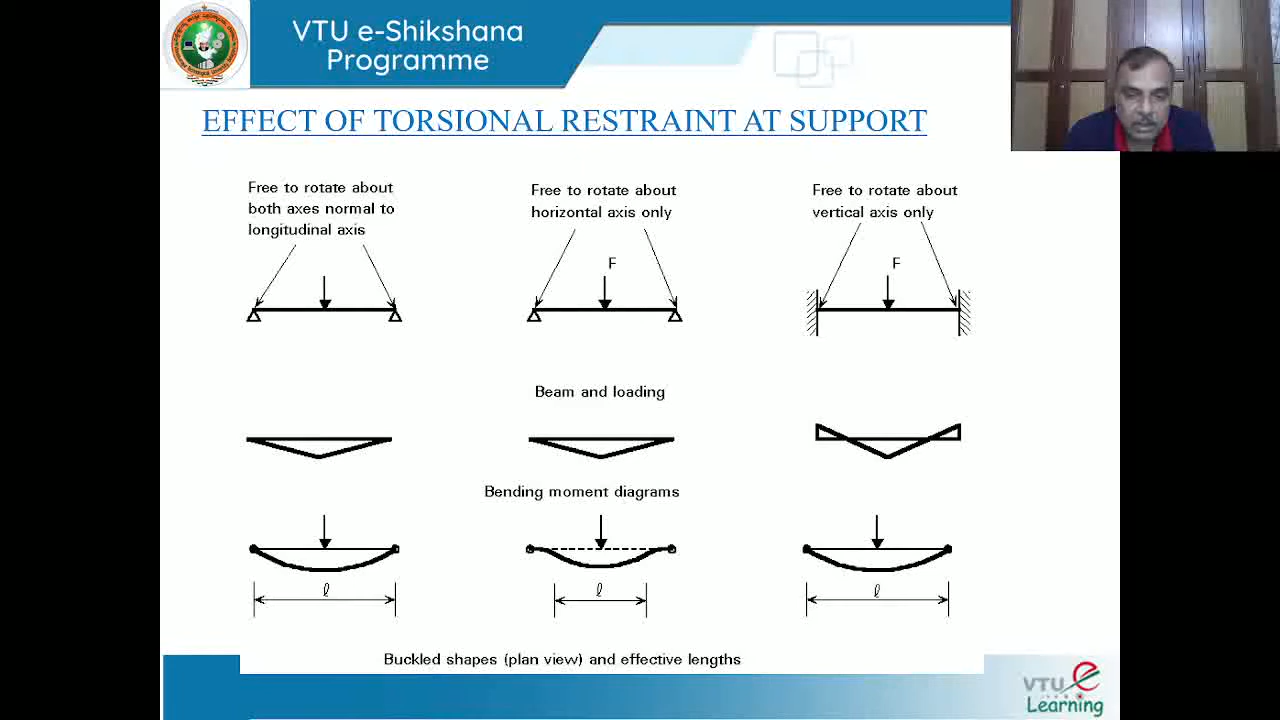 VTU e-Shikshana
Programme
EFFECT OF TORSIONAL RESTRAINT AT SUPPORT
Free to rotate about
both axes normal to
longitudinal axis
Free to rotate about
horizontal axis only
Free to rotate about
vertical axis only
F
F
Beam and loading
Bending moment diagrams
ℓ
ℓ
ℓ
Buckled shapes (plan view) and effective lengths
VTU e
Learning